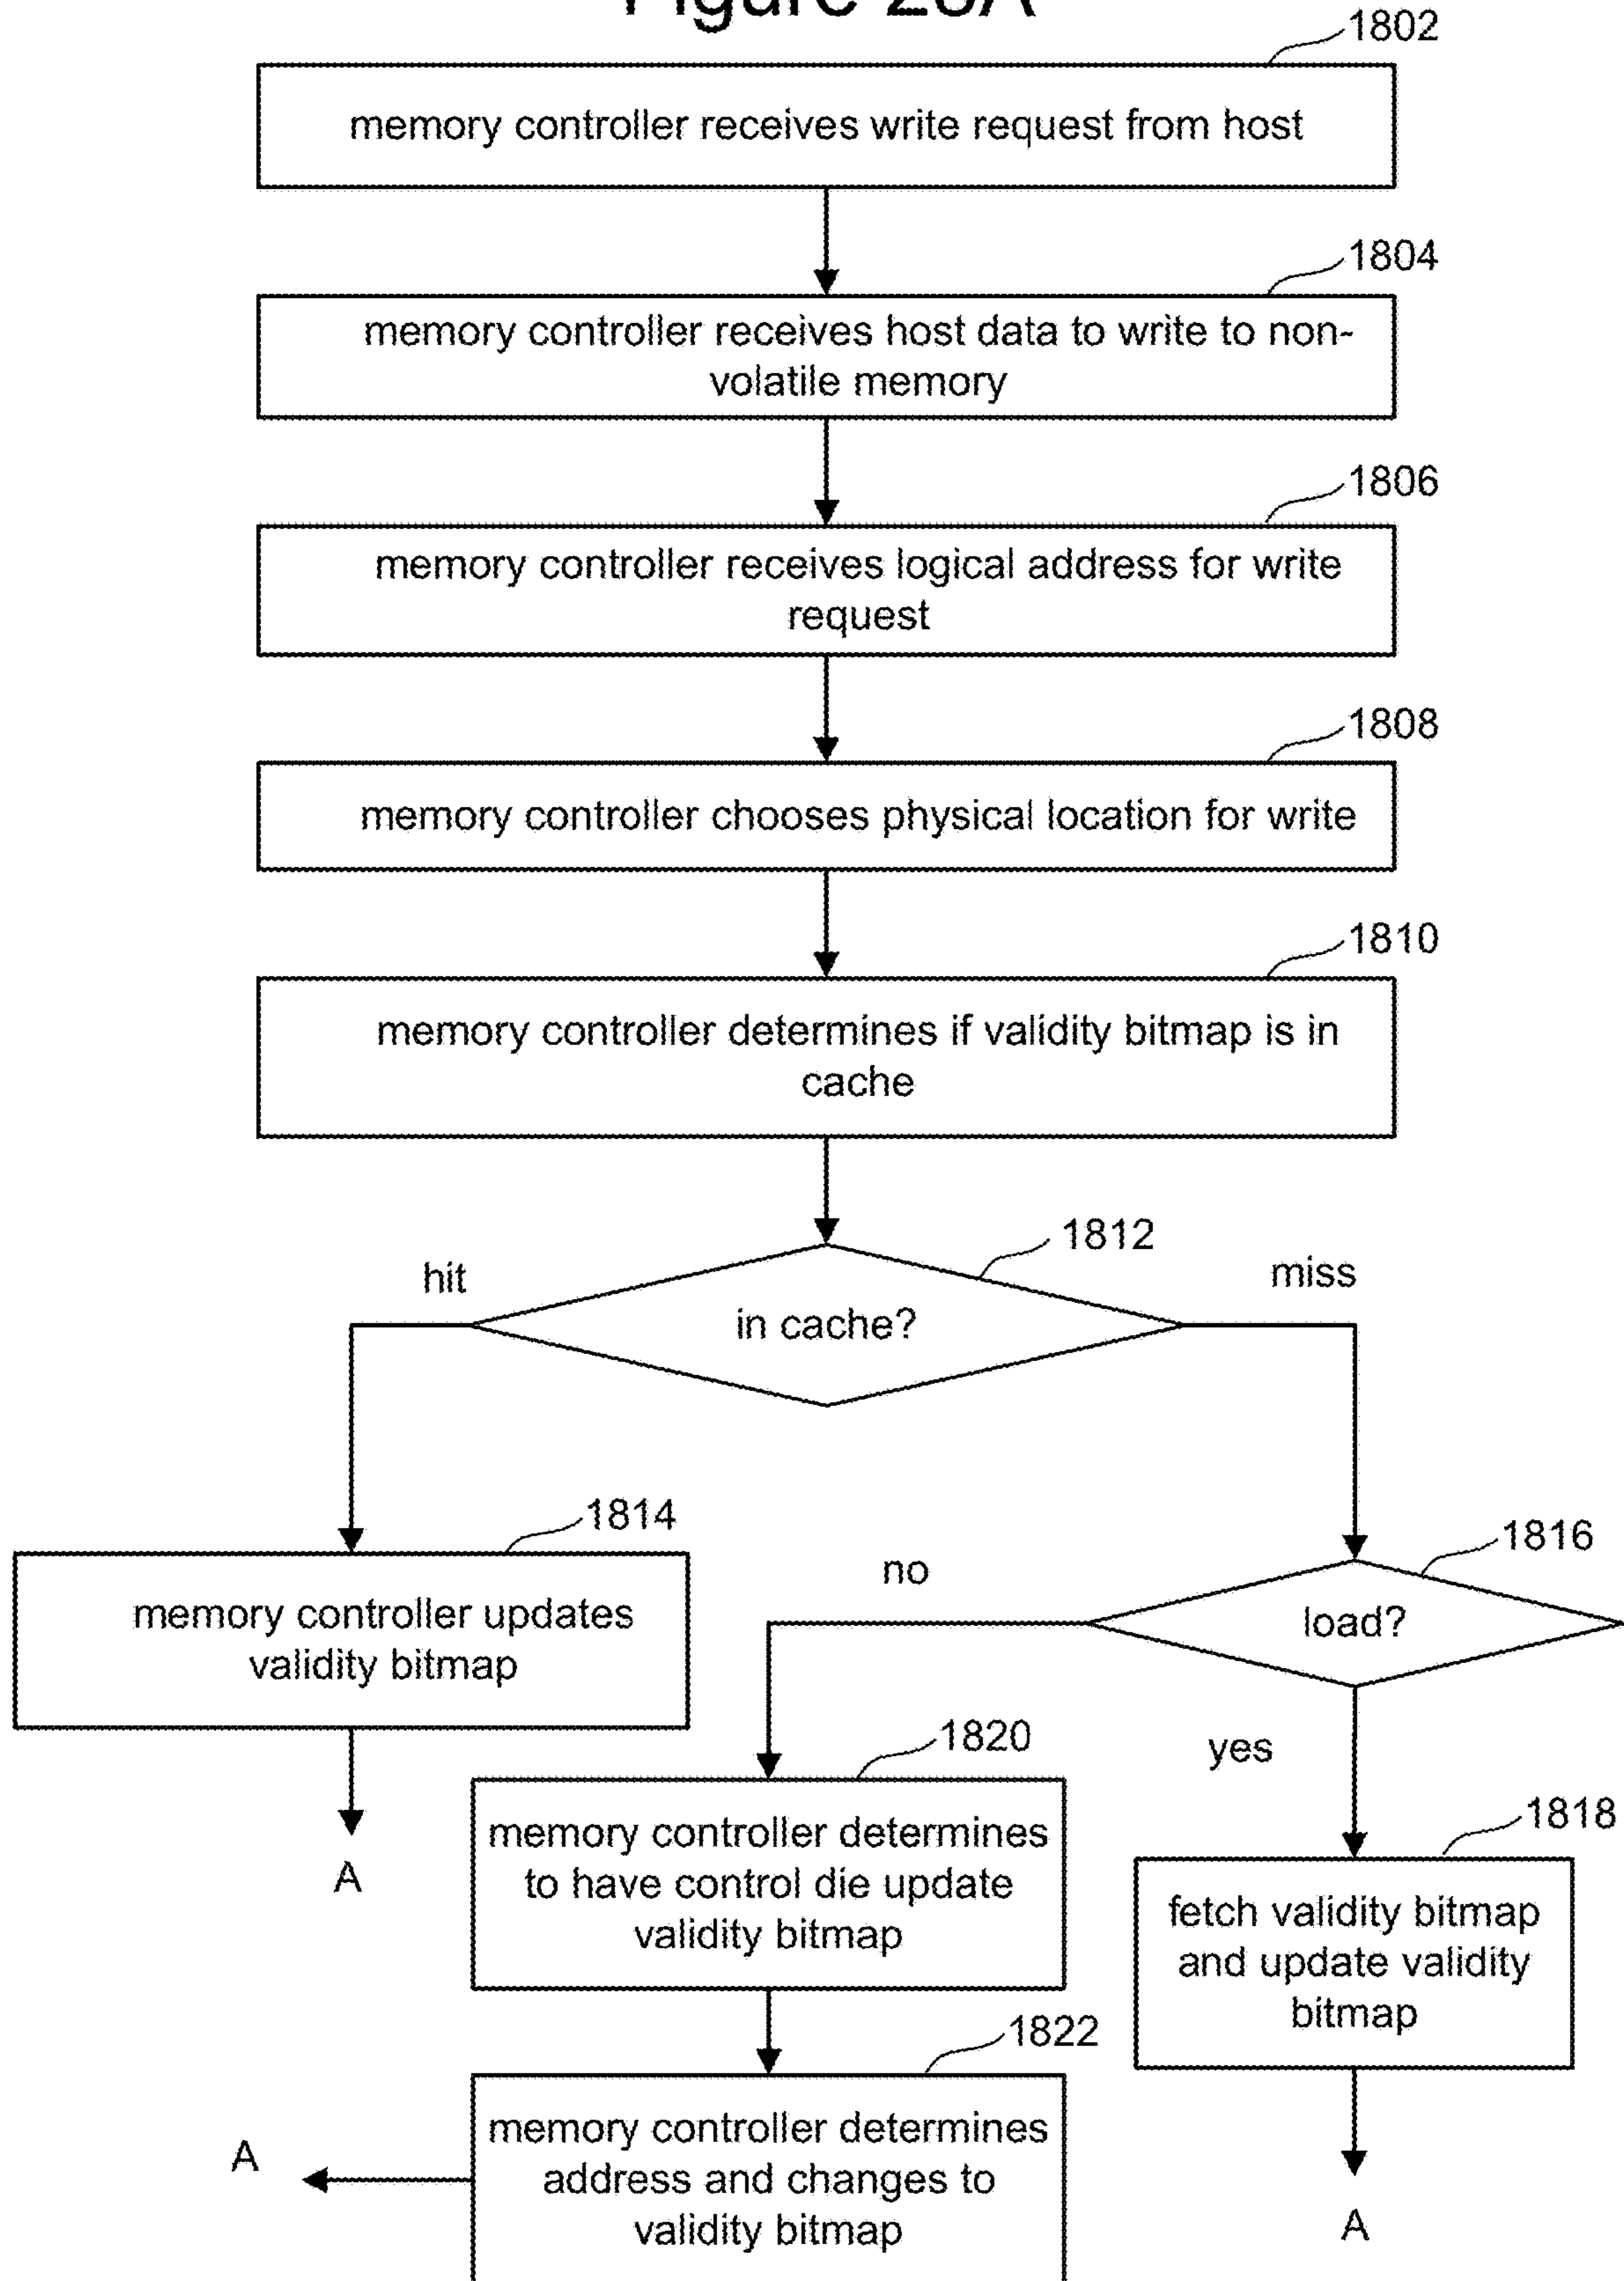 1802
memory controller receives write request from host
1804
memory controller receives host data to write to non-
volatile memory
1806
memory controller receives logical address for write
request
1808
memory controller chooses physical location for write
1810
memory controller determines if validity bitmap is in
cache
1812
hit
miss
in cache?
1814
1816
no
memory controller updates
validity bitmap
load?
1820
yes
1818
A
memory controller determines
to have control die update
validity bitmap
fetch validity bitmap
and update validity
bitmap
1822
A
memory controller determines
address and changes to
validity bitmap
A